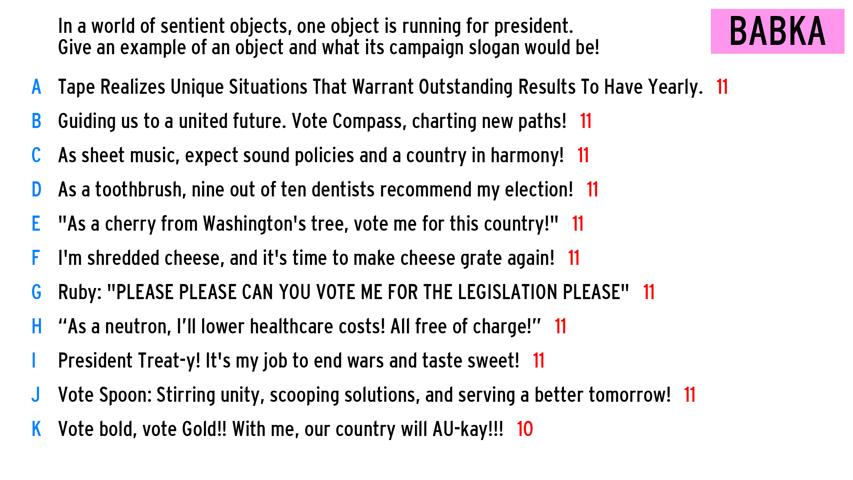 In a world of sentient objects, one object is running for president.
Give an example of an object and what its campaign slogan would be!
BABKA
A Tape Realizes Unique Situations That Warrant Outstanding Results To Have Yearly. 11
B Guiding us to a united future. Vote Compass, charting new paths! 11
C As sheet music, expect sound policies and a country in harmony! 11
D As a toothbrush, nine out of ten dentists recommend my election! 11
E "As a cherry from Washington's tree, vote me for this country!" 11
F I'm shredded cheese, and it's time to make cheese grate again! 11
G Ruby: "PLEASE PLEASE CAN YOU VOTE ME FOR THE LEGISLATION PLEASE" 11
H “As a neutron, I’ll lower healthcare costs! All free of charge!” 11
I President Treat-y! It's my job to end wars and taste sweet! 11
J Vote Spoon: Stirring unity, scooping solutions, and serving a better tomorrow! 11
K Vote bold, vote Gold!! With me, our country will AU-kay!!! 10